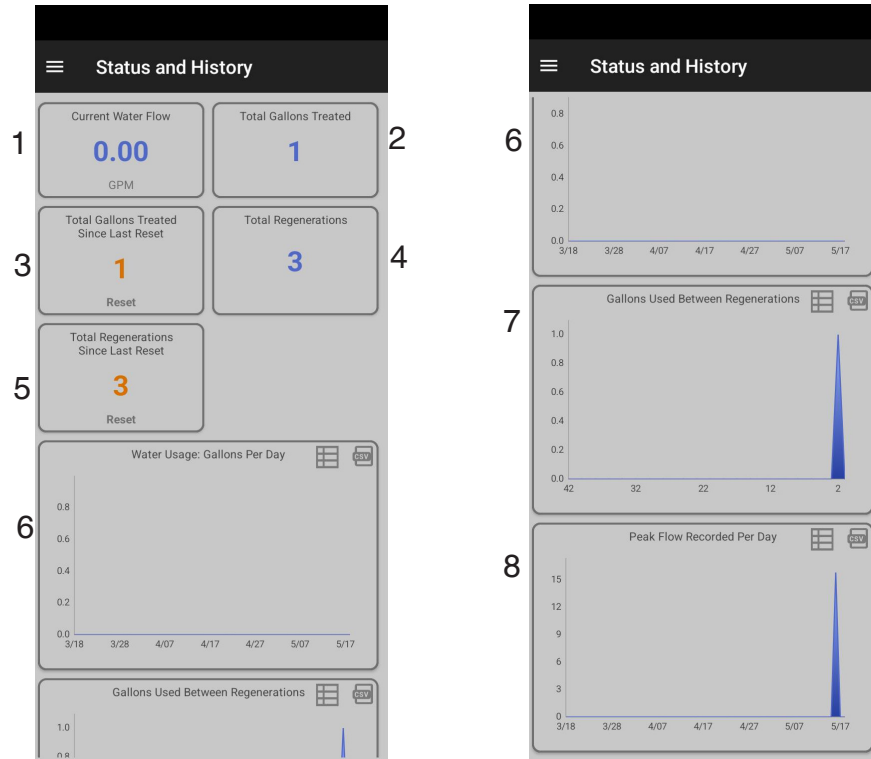 Status and History
1
Current Water Flow
0.00
GPM
Total Gallons Treated
1
2
3
Total Gallons Treated
Since Last Reset
1
Reset
Total Regenerations
3
4
5
Total Regenerations
Since Last Reset
3
Reset
6
Water Usage: Gallons Per Day
CSV
0.8
0.6
0.4
0.2
0.0
3/18 3/28 4/07 4/17 4/27 5/07 5/17
Gallons Used Between Regenerations
CSV
1.0
0.8
Status and History
6
0.8
0.6
0.4
0.2
0.0
3/18 3/28 4/07 4/17 4/27 5/07 5/17
7
Gallons Used Between Regenerations
CSV
1.0
0.8
0.6
0.4
0.2
0.0
42 32 22 12 2
8
Peak Flow Recorded Per Day
CSV
15
12
9
6
3
0
3/18 3/28 4/07 4/17 4/27 5/07 5/17